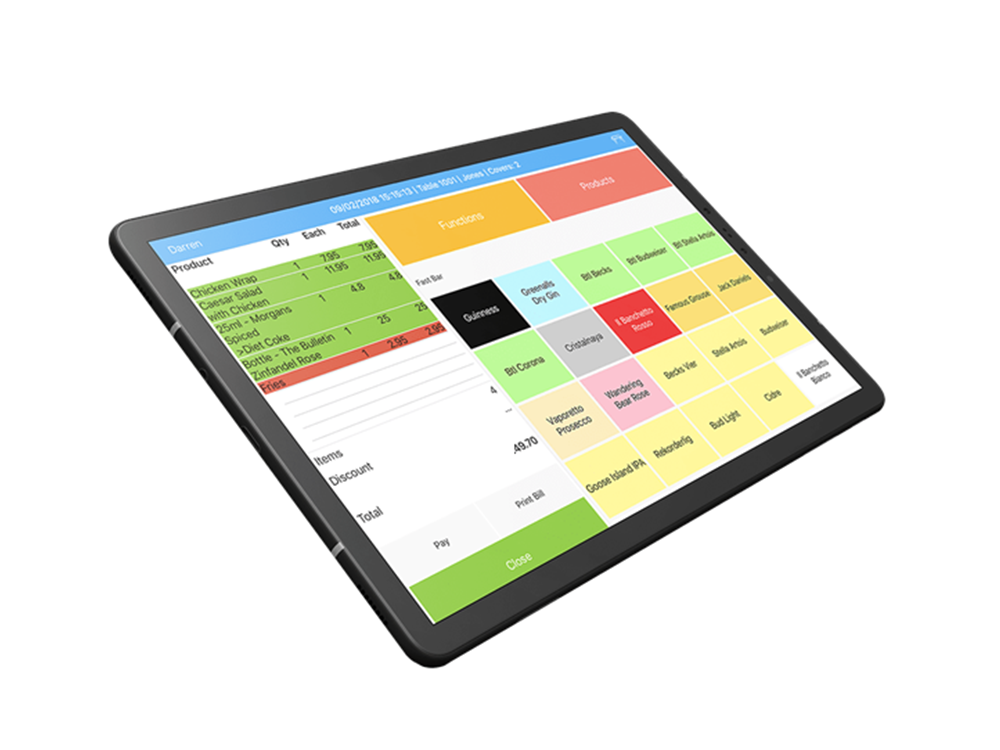 Darren
09/02/2018 15:15:13 | Table 1001 | Jones | Covers: 2
Product Qty Each Total
Chicken Wrap 1 7.95 7.95
Caesar Salad 1 11.95 11.95
with Chicken
25ml - Morgans 1 4.8 4.8
Spiced
>Diet Coke
Bottle - The Bulletin 1 25 25
Zinfandel Rose
Fries 1 2.95 2.95
Items 4
Discount ...
Total 49.70
Pay
Print Bill
Close
Functions
Products
Fast Bar
Guinness
Greenalls
Dry Gin
Btl Becks
Btl Budweiser
Btl Stella Artois
Btl Corona
Cristalnaya
Il Banchetto
Rosso
Famous Grouse
Jack Daniels
Vaporetto
Prosecco
Wandering
Bear Rose
Becks Vier
Stella Artois
Budweiser
Goose Island IPA
Rekorderlig
Bud Light
Cidre
Il Banchetto
Bianco